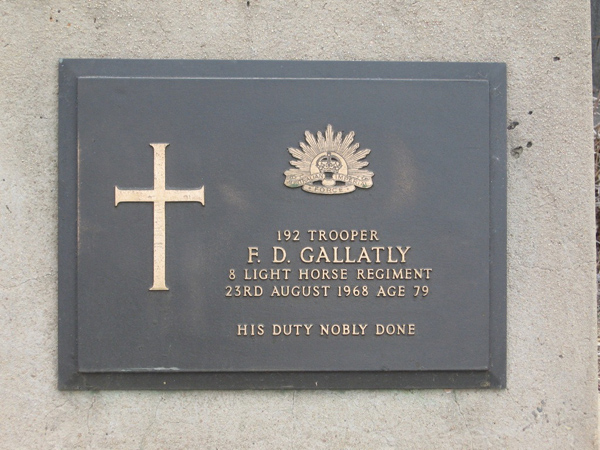 192 TROOPER
F. D. GALLATLY
8 LIGHT HORSE REGIMENT
23RD AUGUST 1968 AGE 79
HIS DUTY NOBLY DONE